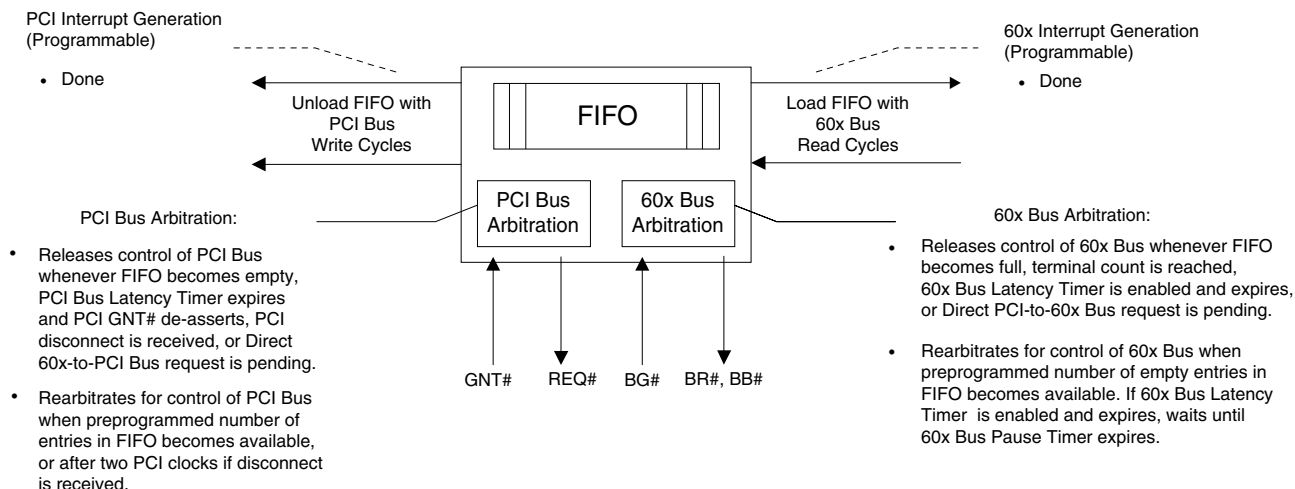 PCI Interrupt Generation
(Programmable)
• Done
60x Interrupt Generation
(Programmable)
• Done
Unload FIFO with
PCI Bus
Write Cycles
FIFO
Load FIFO with
60x Bus
Read Cycles
PCI Bus
Arbitration
60x Bus
Arbitration
PCI Bus Arbitration:
• Releases control of PCI Bus
whenever FIFO becomes empty,
PCI Bus Latency Timer expires
and PCI GNT# de-asserts, PCI
disconnect is received, or Direct
60x-to-PCI Bus request is pending.
• Rearbitrates for control of PCI Bus
when preprogrammed number of
entries in FIFO becomes available,
or after two PCI clocks if disconnect
is received.
GNT#
REQ#
BG#
BR#, BB#
60x Bus Arbitration:
• Releases control of 60x Bus whenever FIFO
becomes full, terminal count is reached,
60x Bus Latency Timer is enabled and expires,
or Direct PCI-to-60x Bus request is pending.
• Rearbitrates for control of 60x Bus when
preprogrammed number of empty entries in
FIFO becomes available. If 60x Bus Latency
Timer is enabled and expires, waits until
60x Bus Pause Timer expires.